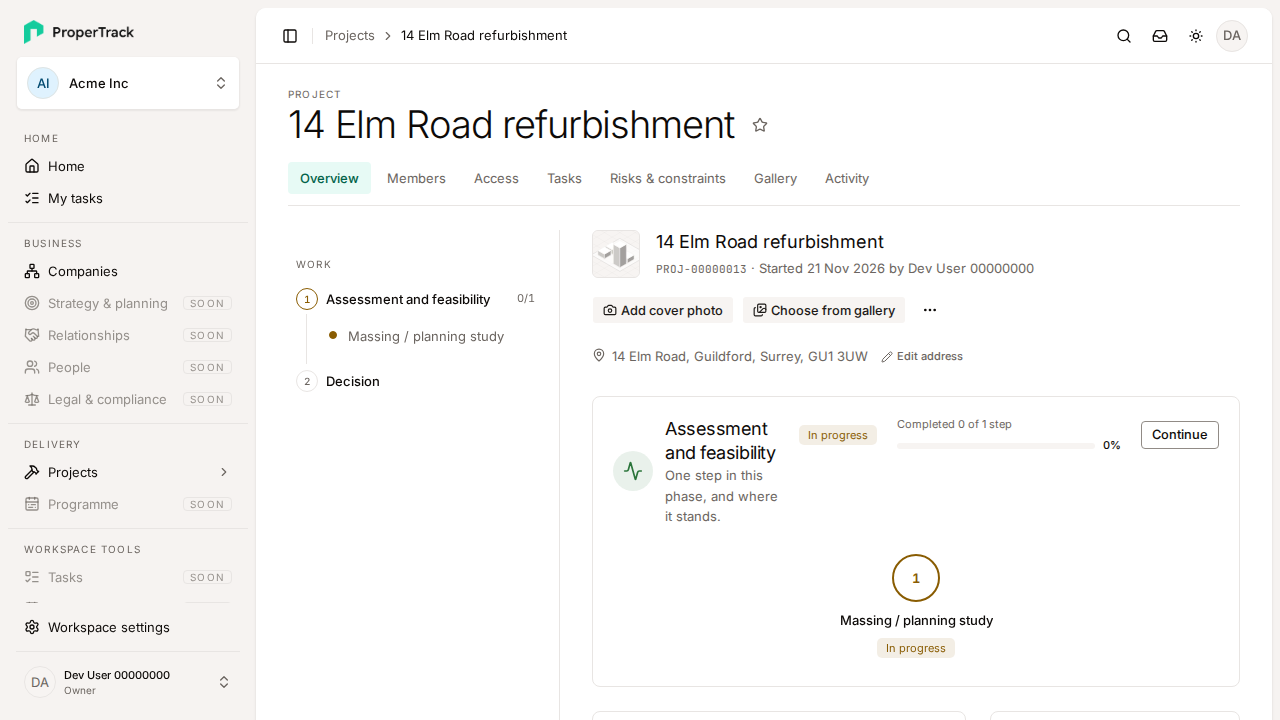 ProperTrack
AI
Acme Inc
HOME
Home
My tasks
BUSINESS
Companies
Strategy & planning SOON
Relationships SOON
People SOON
Legal & compliance SOON
DELIVERY
Projects
Programme SOON
WORKSPACE TOOLS
Tasks SOON
Workspace settings
DA
Dev User 00000000
Owner
Projects
14 Elm Road refurbishment
DA
PROJECT
14 Elm Road refurbishment
Overview Members Access Tasks Risks & constraints Gallery Activity
WORK
1 Assessment and feasibility 0/1
Massing / planning study
2 Decision
14 Elm Road refurbishment
PROJ-00000013 · Started 21 Nov 2026 by Dev User 00000000
Add cover photo Choose from gallery
14 Elm Road, Guildford, Surrey, GU1 3UW Edit address
Assessment
and feasibility
One step in this
phase, and where
it stands.
In progress
Completed 0 of 1 step
0%
Continue
1
Massing / planning study
In progress